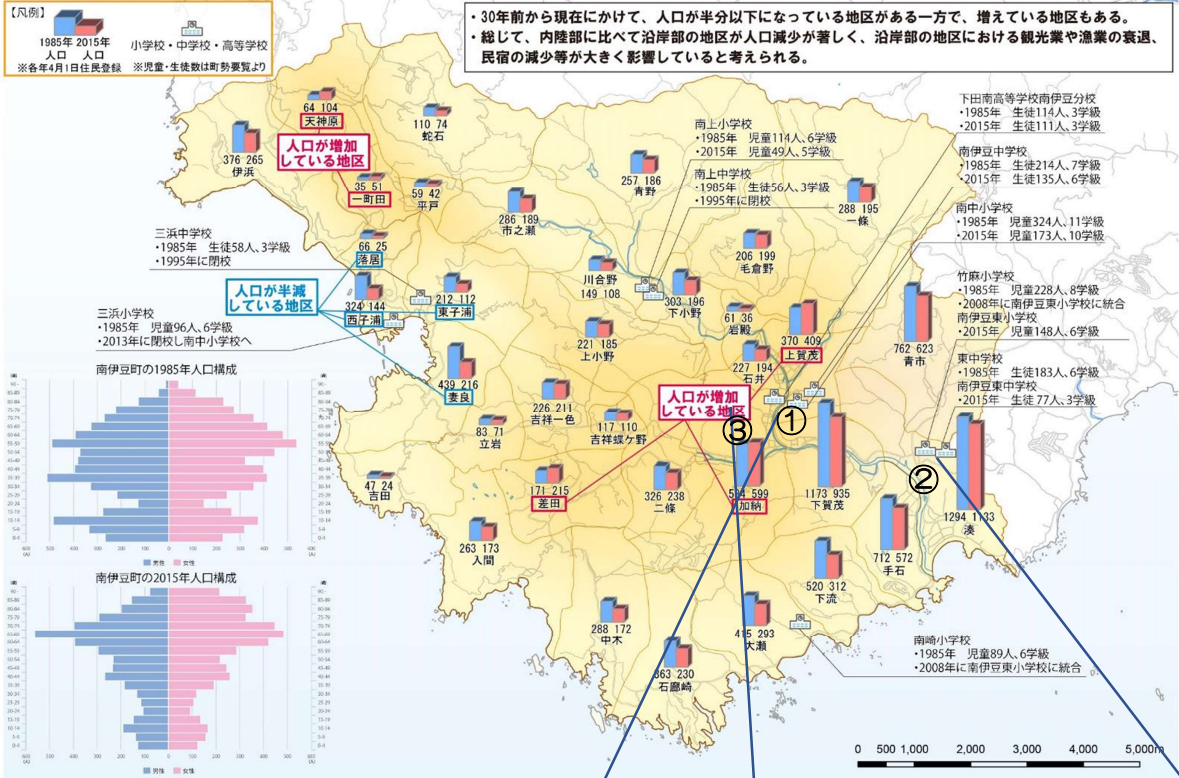 【凡例】
1985年 2015年
人口 人口
※各年4月1日住民登録
小学校・中学校・高等学校
※児童・生徒数は町勢要覧より
・30年前から現在にかけて、人口が半分以下になっている地区がある一方で、増えている地区もある。
・総じて、内陸部に比べて沿岸部の地区が人口減少が著しく、沿岸部の地区における観光業や漁業の衰退、
民宿の減少等が大きく影響していると考えられる。
64 104
天神原
110 74
蛇石
376 265
伊浜
人口が増加
している地区
35 51
一町田
59 42
平戸
286 189
市之瀬
南上小学校
・1985年 児童114人、6学級
・2015年 児童49人、5学級
南上中学校
・1985年 生徒56人、3学級
・1995年に閉校
257 186
青野
288 195
一條
下田南高等学校南伊豆分校
・1985年 生徒114人、3学級
・2015年 生徒111人、3学級
南伊豆中学校
・1985年 生徒214人、7学級
・2015年 生徒135人、6学級
南中小学校
・1985年 児童324人、11学級
・2015年 児童173人、10学級
竹麻小学校
・1985年 児童228人、8学級
・2008年に南伊豆東小学校に統合
南伊豆東小学校
・2015年 児童148人、6学級
東中学校
・1985年 生徒183人、6学級
南伊豆東中学校
・2015年 生徒77人、3学級
三浜中学校
・1985年 生徒58人、3学級
・1995年に閉校
66 25
落居
人口が半減
している地区
324 144
西子浦
212 112
東子浦
三浜小学校
・1985年 児童96人、6学級
・2013年に閉校し南中小学校へ
川合野
149 108
303 196
下小野
206 199
毛倉野
61 36
岩殿
370 409
上賀茂
762 623
青市
221 185
上小野
227 194
石井
439 216
妻良
226 211
吉祥一色
人口が増加
している地区
83 71
立岩
117 110
吉祥蝶ケ野
③
①
②
47 24
吉田
171 215
差田
326 238
二條
599
加納
1173 935
下賀茂
1294 1133
湊
263 173
入間
712 572
手石
520 312
下流
288 172
中木
415 293
大瀬
363 230
石廊崎
南崎小学校
・1985年 児童89人、6学級
・2008年に南伊豆東小学校に統合
南伊豆町の1985年人口構成
男性 女性
南伊豆町の2015年人口構成
男性 女性
0 500 1,000 2,000 3,000 4,000 5,000m